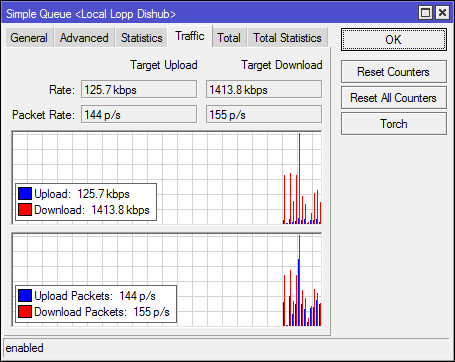 Simple Queue <Local Lopp Dishub>
General Advanced Statistics Traffic Total Total Statistics
Target Upload Target Download
Rate: 125.7 kbps 1413.8 kbps
Packet Rate: 144 p/s 155 p/s
Upload: 125.7 kbps
Download: 1413.8 kbps
Upload Packets: 144 p/s
Download Packets: 155 p/s
OK
Reset Counters
Reset All Counters
Torch
enabled